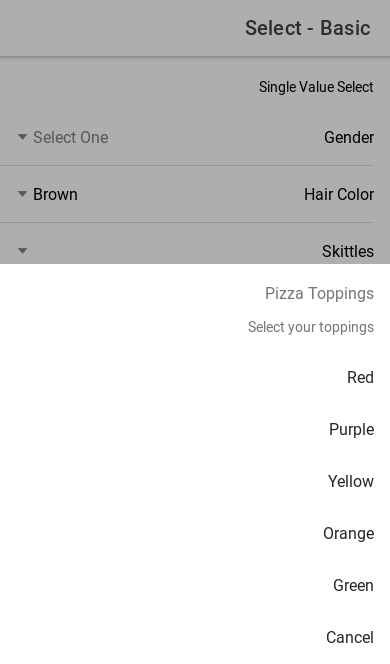 Select - Basic
Single Value Select
Gender
Select One
Hair Color
Brown
Skittles
Pizza Toppings
Select your toppings
Red
Purple
Yellow
Orange
Green
Cancel